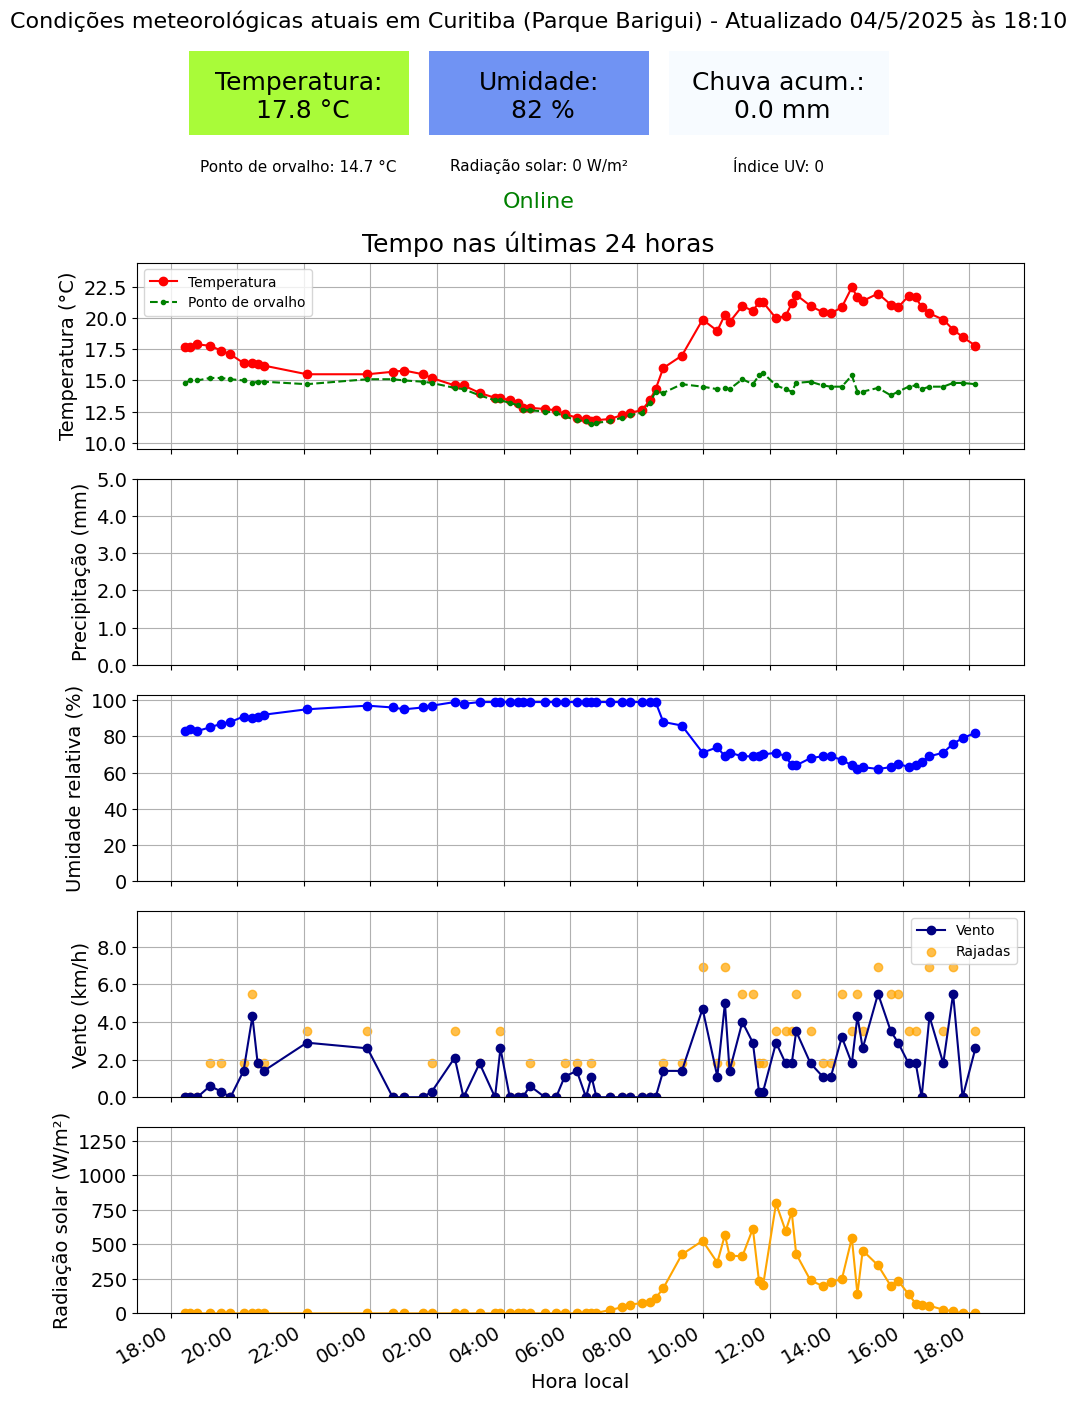 Condições meteorológicas atuais em Curitiba (Parque Barigui) - Atualizado 04/5/2025 às 18:10
Temperatura:
17.8 °C
Umidade:
82 %
Chuva acum.:
0.0 mm
Ponto de orvalho: 14.7 °C
Radiação solar: 0 W/m²
Índice UV: 0
Online
Tempo nas últimas 24 horas
Temperatura (°C)
22.5
20.0
17.5
15.0
12.5
10.0
Temperatura
Ponto de orvalho
Precipitação (mm)
5.0
4.0
3.0
2.0
1.0
0.0
Umidade relativa (%)
100
80
60
40
20
0
Vento (km/h)
8.0
6.0
4.0
2.0
0.0
Vento
Rajadas
Radiação solar (W/m²)
1250
1000
750
500
250
0
18:00
20:00
22:00
00:00
02:00
04:00
06:00
08:00
10:00
12:00
14:00
16:00
18:00
Hora local